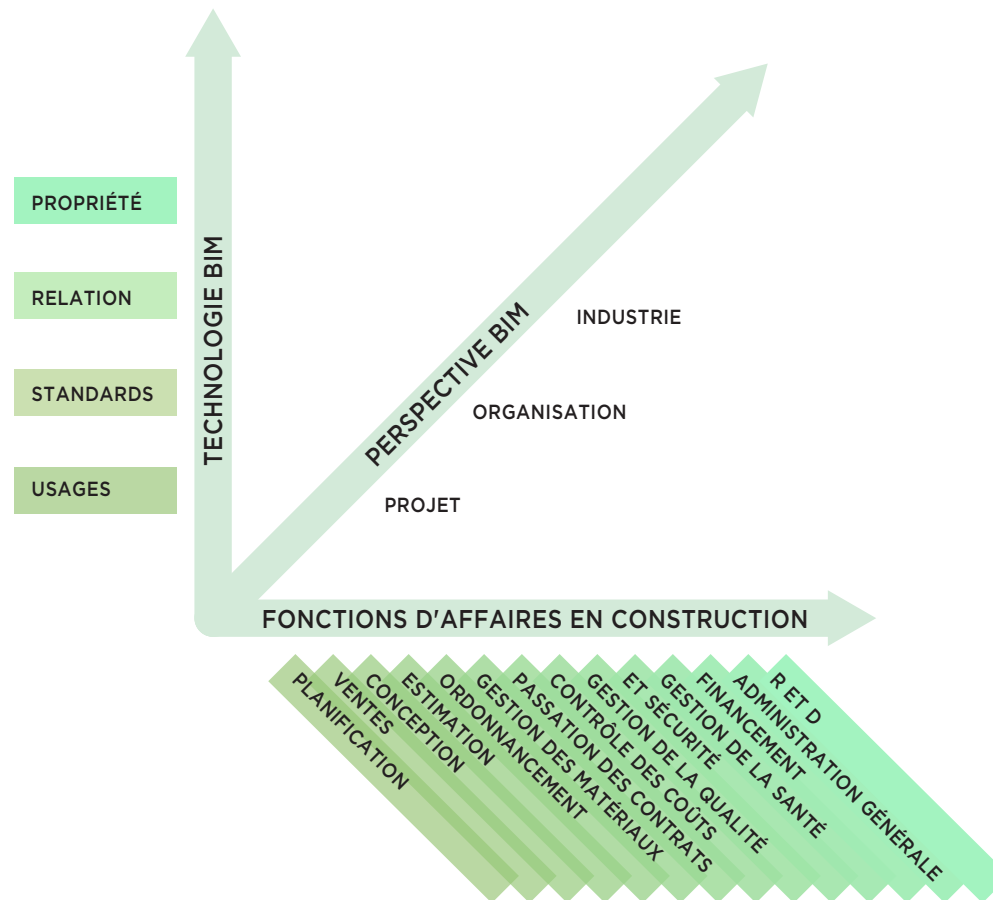 PROPRIÉTÉ
RELATION
STANDARDS
USAGES
TECHNOLOGIE BIM
PERSPECTIVE BIM
INDUSTRIE
ORGANISATION
PROJET
FONCTIONS D'AFFAIRES EN CONSTRUCTION
PLANIFICATION
VENTES
CONCEPTION
ESTIMATION
ORDONNANCEMENT
GESTION DES MATÉRIAUX
PASSATION DES CONTRATS
CONTRÔLE DES COÛTS
GESTION DE LA QUALITÉ
ET SÉCURITÉ
GESTION DE LA SANTÉ
FINANCEMENT
ADMINISTRATION GÉNÉRALE
R ET D